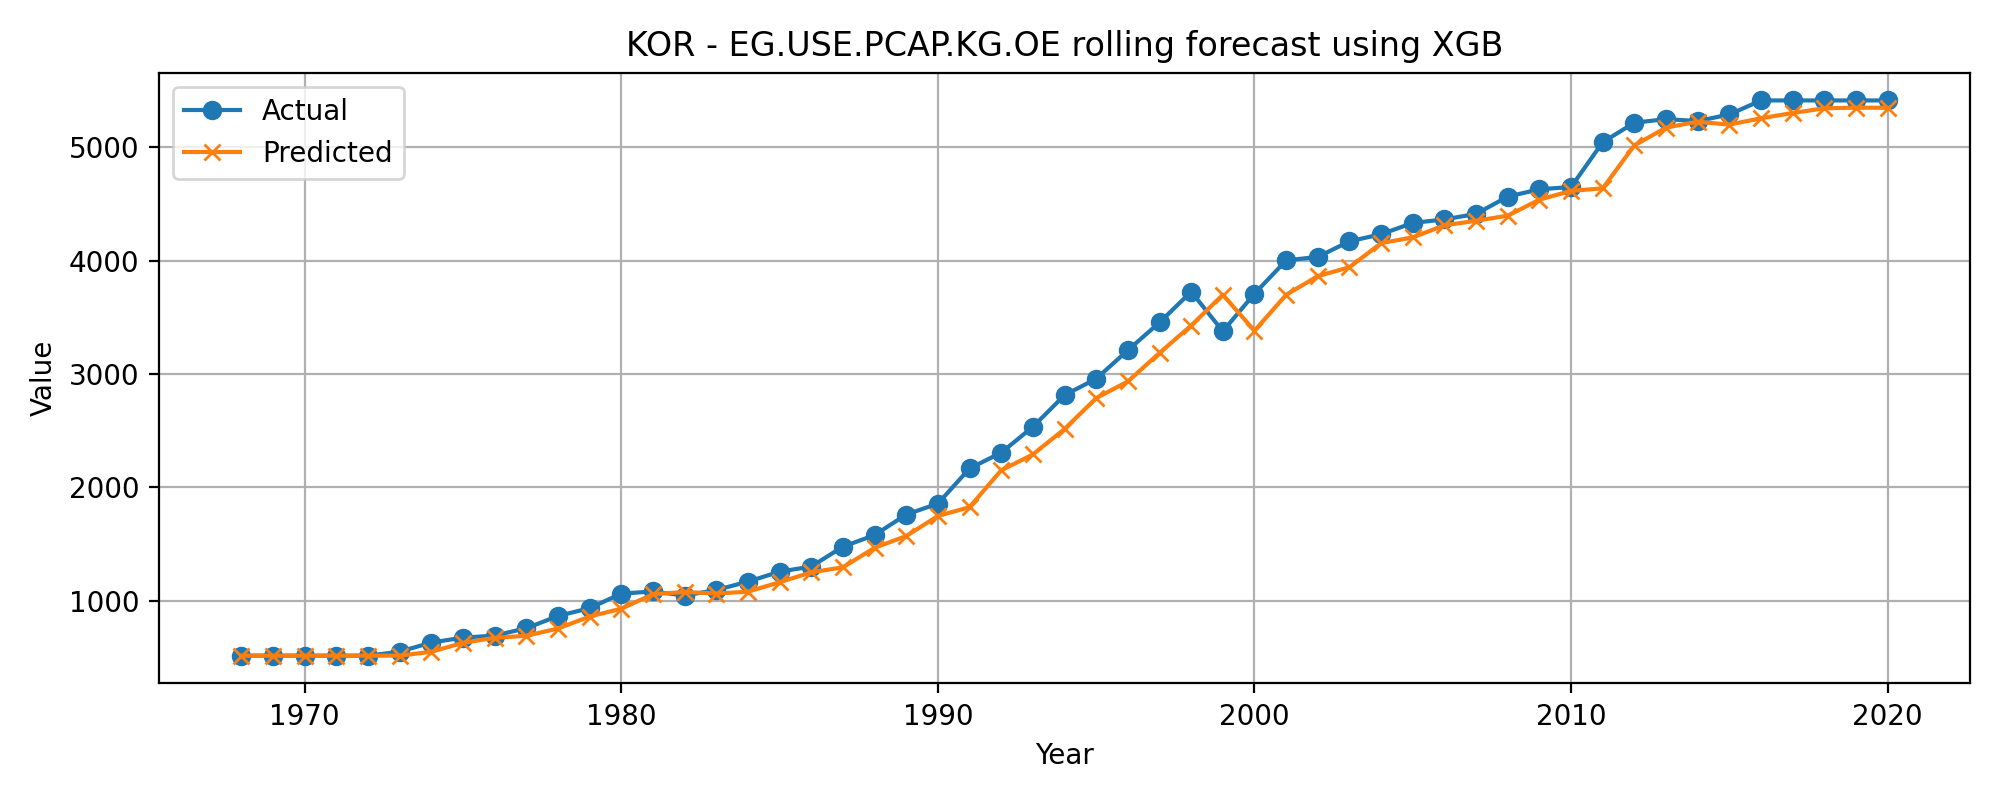 KOR - EG.USE.PCAP.KG.OE rolling forecast using XGB
Actual
Predicted
Value
5000
4000
3000
2000
1000
1970 1980 1990 2000 2010 2020
Year